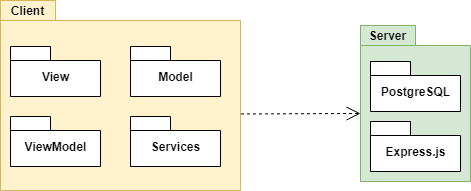 Client
View
Model
ViewModel
Services
Server
PostgreSQL
Express.js